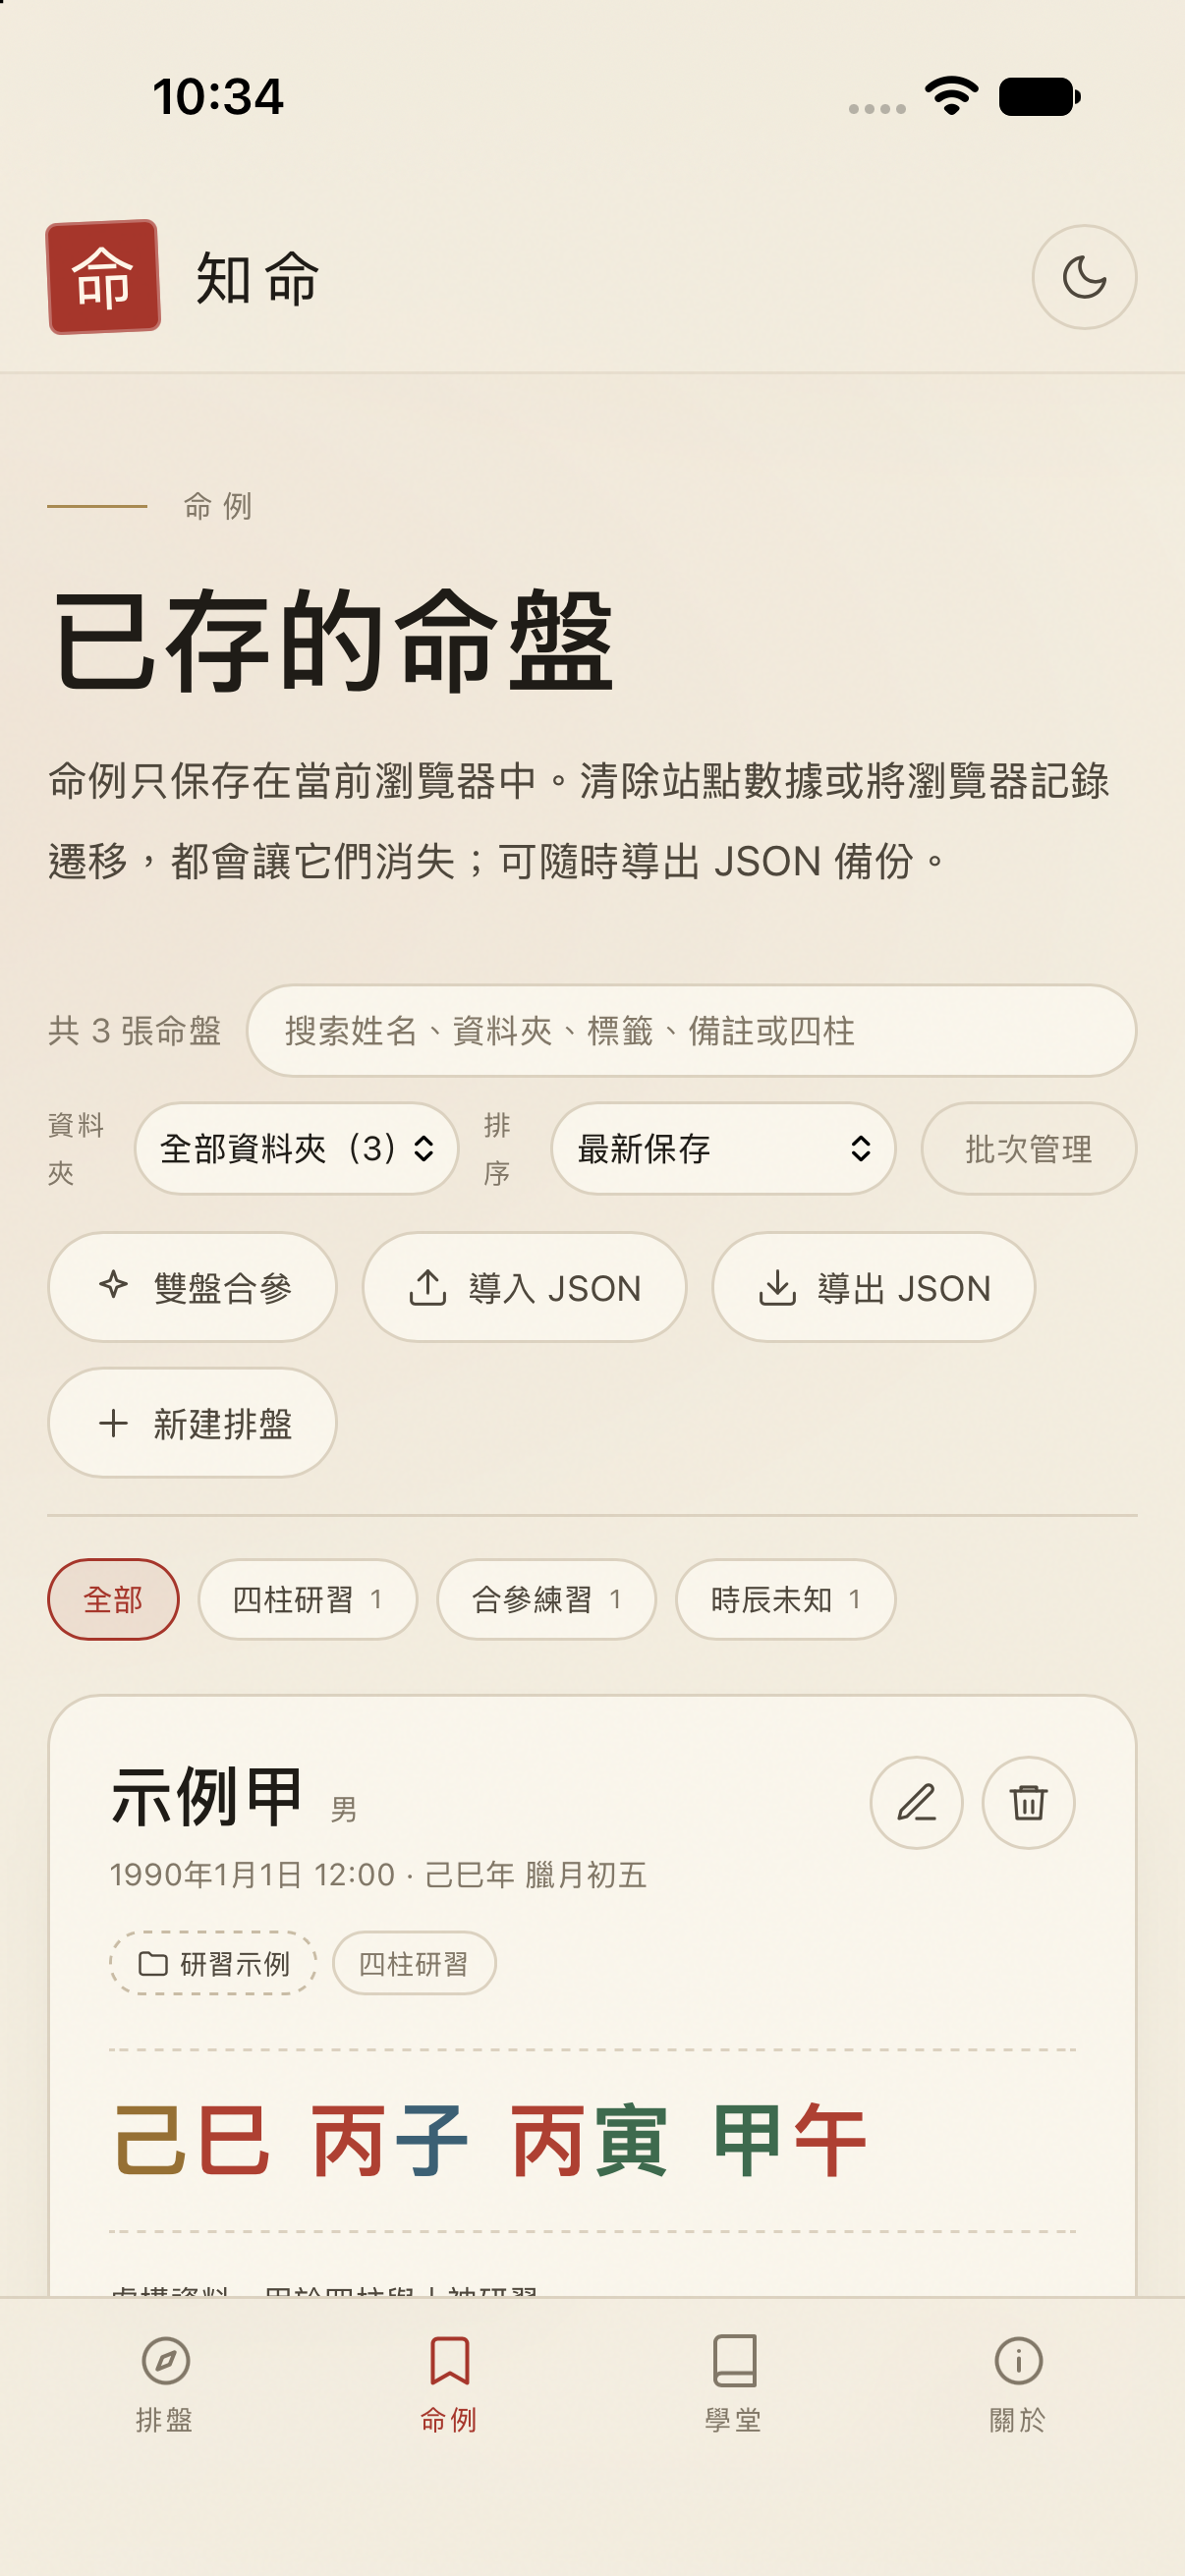 10:34
命 知命
命例
已存的命盤
命例只保存在當前瀏覽器中。清除站點數據或將瀏覽器記錄
遷移，都會讓它們消失；可隨時導出 JSON 備份。
共 3 張命盤 搜索姓名、資料夾、標籤、備註或四柱
資料夾 全部資料夾（3） 排序 最新保存 批次管理
雙盤合參 導入 JSON 導出 JSON
新建排盤
全部 四柱研習 1 合參練習 1 時辰未知 1
示例甲 男
1990年1月1日 12:00 · 己巳年 臘月初五
研習示例 四柱研習
己巳 丙子 丙寅 甲午
排盤 命例 學堂 關於